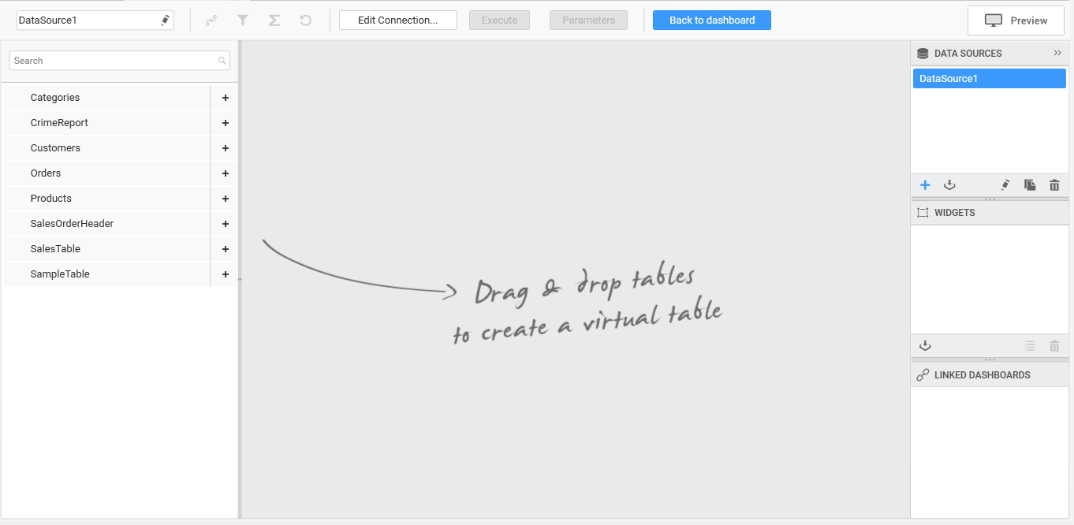 DataSource1
Edit Connection...
Execute
Parameters
Back to dashboard
Preview
Search
Categories
CrimeReport
Customers
Orders
Products
SalesOrderHeader
SalesTable
SampleTable
Drag & drop tables
to create a virtual table
DATA SOURCES
DataSource1
WIDGETS
LINKED DASHBOARDS